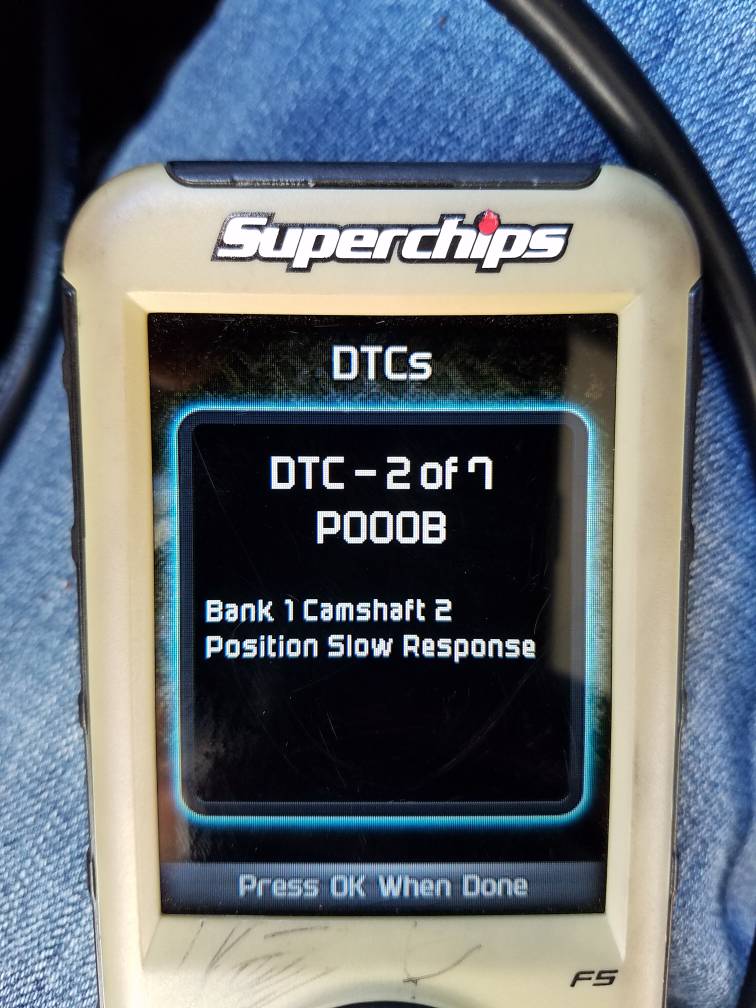 Superchips
DTCs
DTC - 2 of 7
P000B
Bank 1 Camshaft 2
Position Slow Response
Press OK When Done
F5